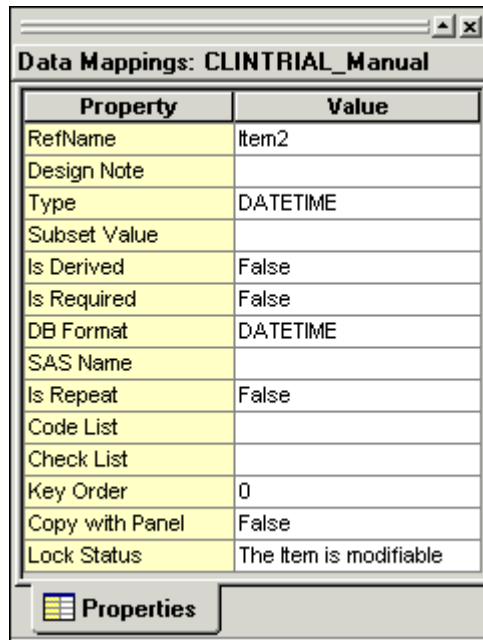 Data Mappings: CLINTRIAL_Manual
Property Value
RefName Item2
Design Note
Type DATETIME
Subset Value
Is Derived False
Is Required False
DB Format DATETIME
SAS Name
Is Repeat False
Code List
Check List
Key Order 0
Copy with Panel False
Lock Status The Item is modifiable
Properties